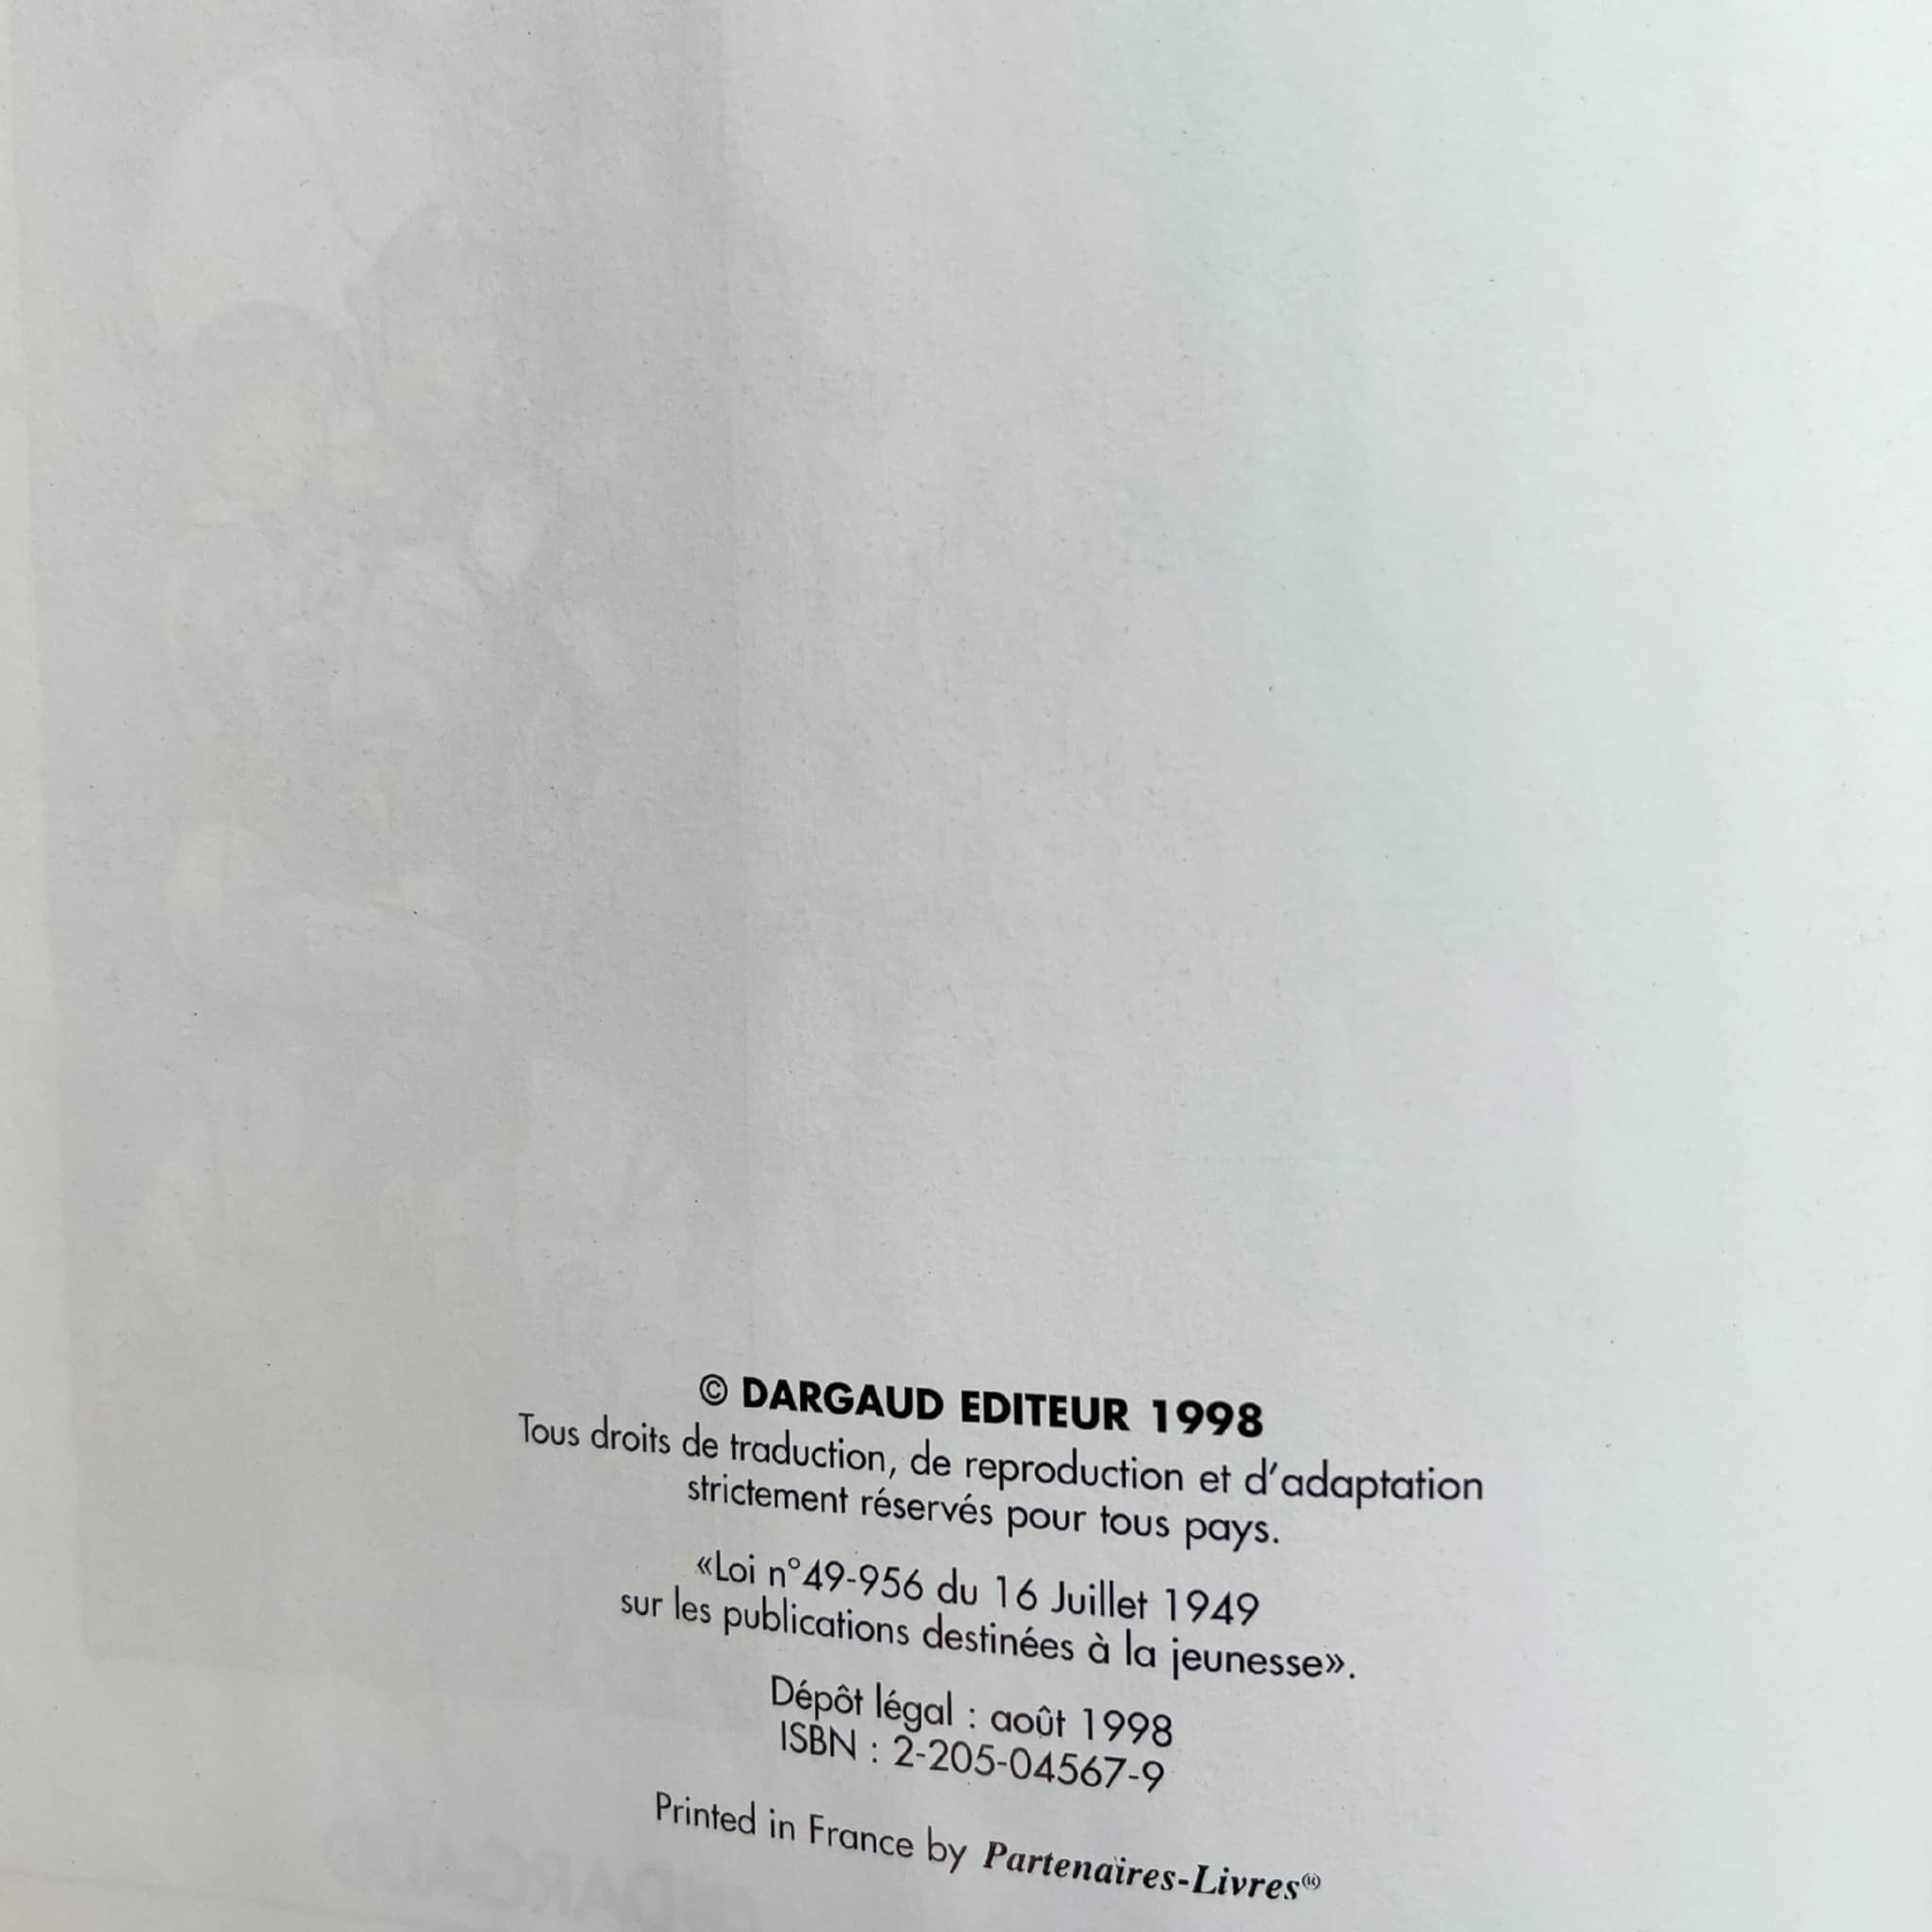 © DARGAUD EDITEUR 1998
Tous droits de traduction, de reproduction et d'adaptation
strictement réservés pour tous pays.
«Loi n°49-956 du 16 Juillet 1949
sur les publications destinées à la jeunesse».
Dépôt légal : août 1998
ISBN : 2-205-04567-9
Printed in France by Partenaires-Livres®
DARGAUD